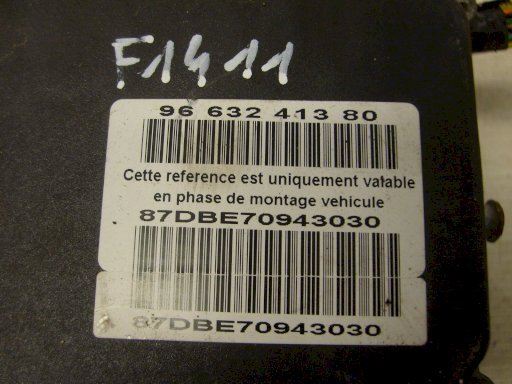 F1411
96 632 413 80
Cette reference est uniquement valable
en phase de montage vehicule
87DBE70943030
87DBE70943030